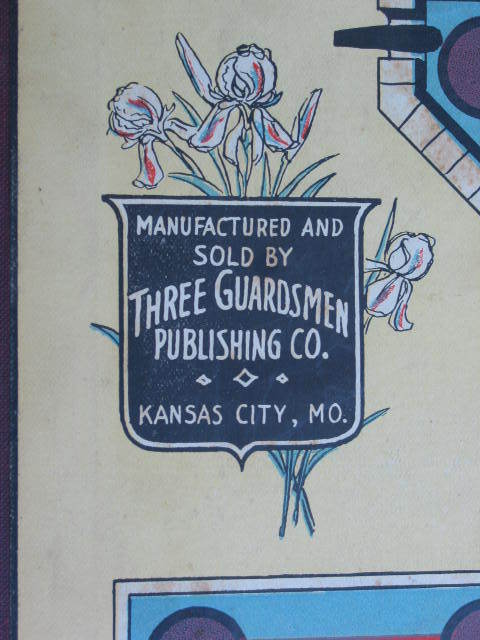 MANUFACTURED AND
SOLD BY
THREE GUARDSMEN
PUBLISHING CO.
KANSAS CITY, MO.